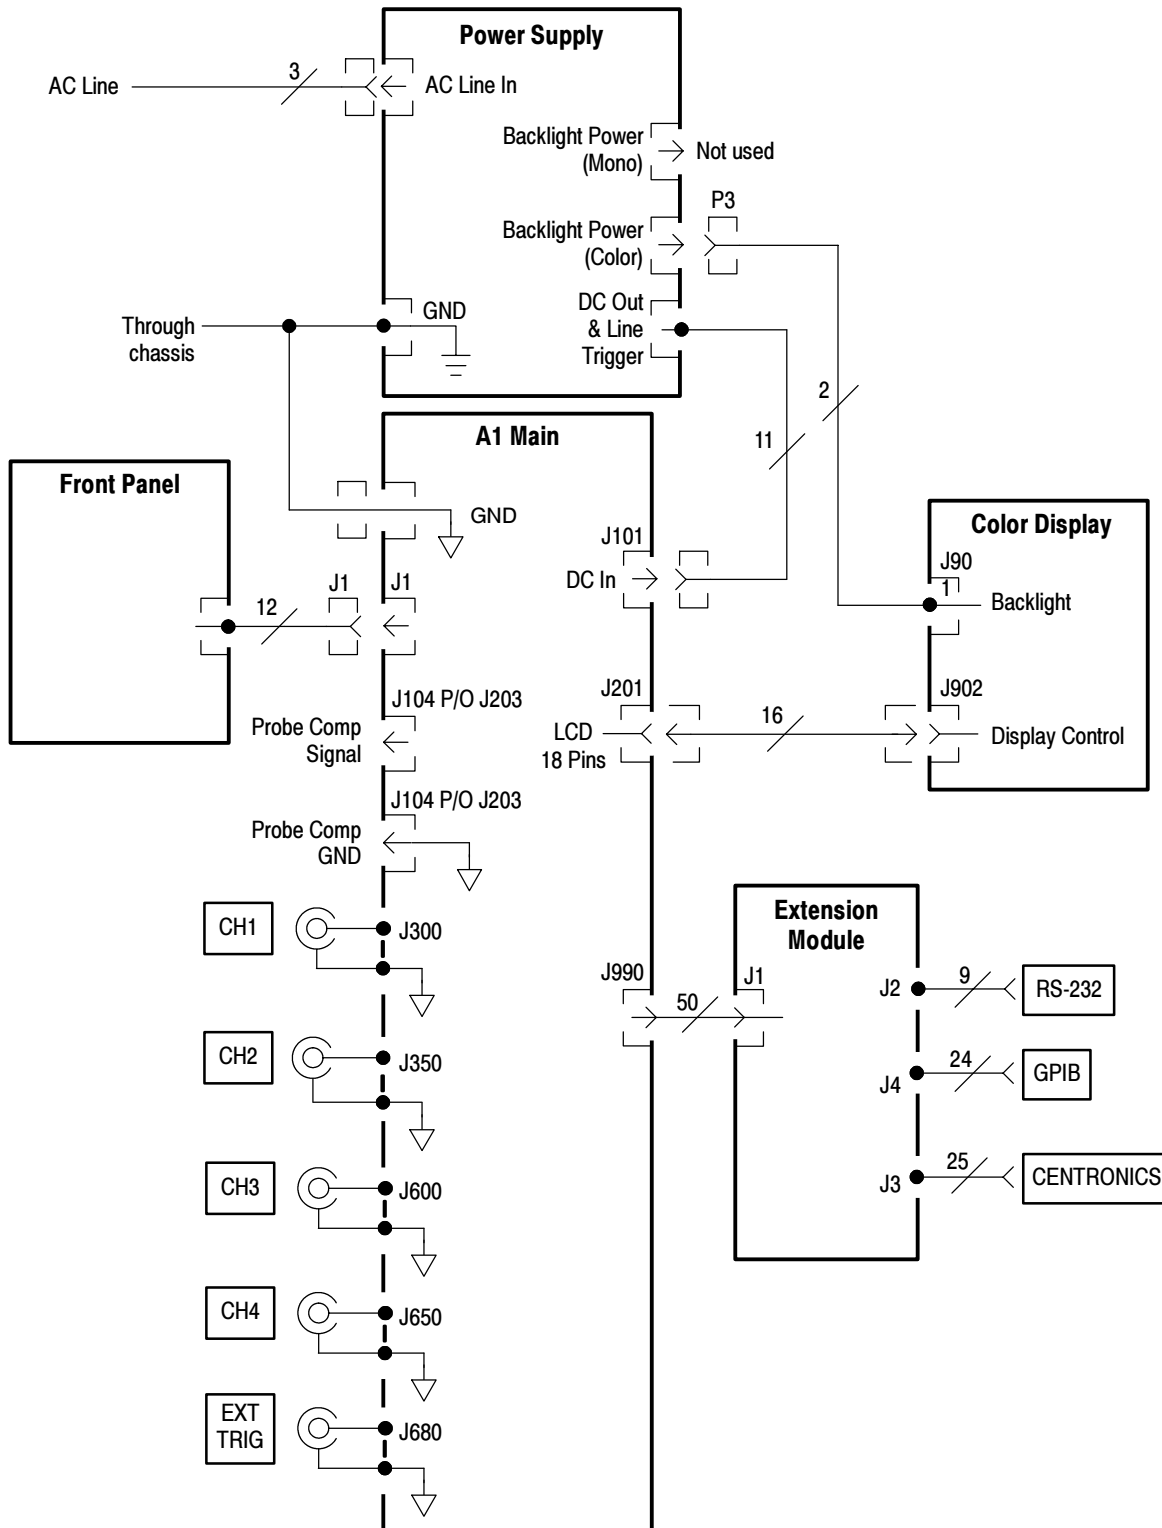 Power Supply
3
AC Line
AC Line In
Backlight Power
(Mono)
Not used
P3
Backlight Power
(Color)
GND
DC Out
& Line
Trigger
Through
chassis
2
11
A1 Main
Front Panel
GND
J101
DC In
Color Display
J90
1
Backlight
J1
J1
12
J104 P/O J203
J201
J902
Probe Comp
Signal
LCD
18 Pins
16
Display Control
J104 P/O J203
Probe Comp
GND
CH1
J300
Extension
Module
J990
J1
50
J2
9
RS-232
CH2
J350
J4
24
GPIB
CH3
J600
J3
25
CENTRONICS
CH4
J650
EXT
TRIG
J680